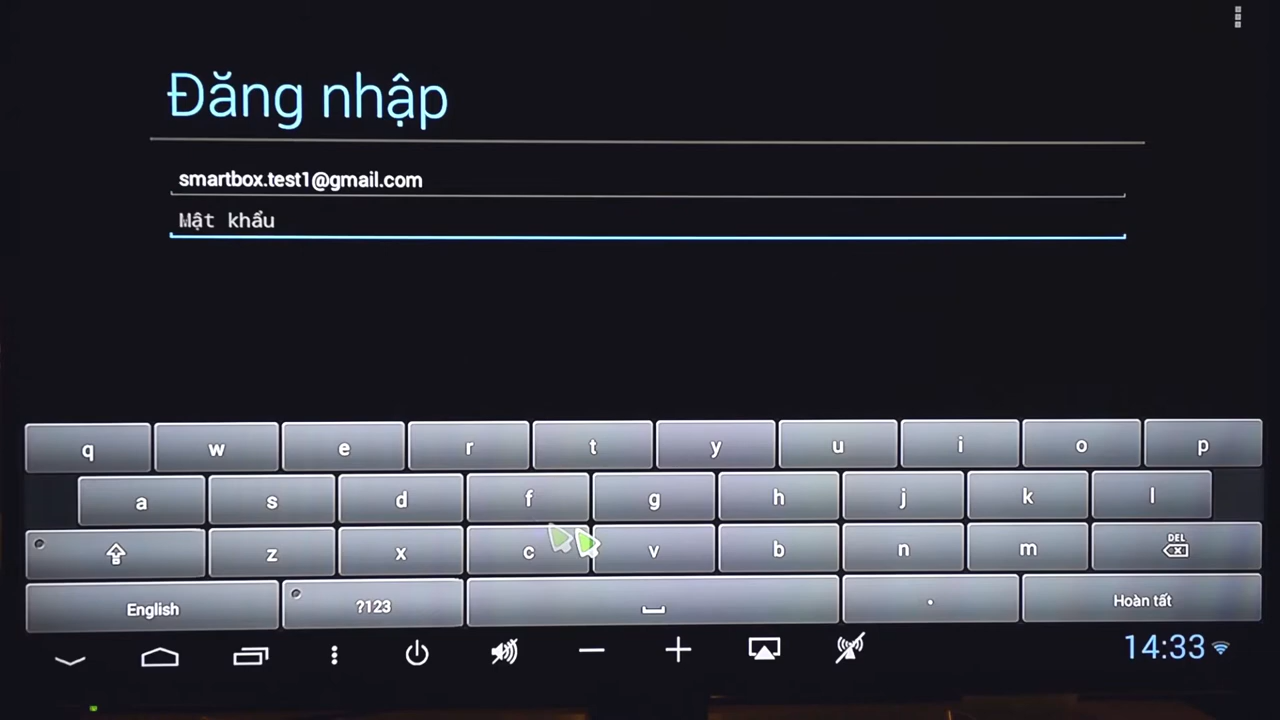 Đăng nhập
smartbox.test1@gmail.com
Mật khẩu
q w e r t y u i o p
a s d f g h j k l
z x c v b n m DEL
English ?123 . Hoàn tất
14:33